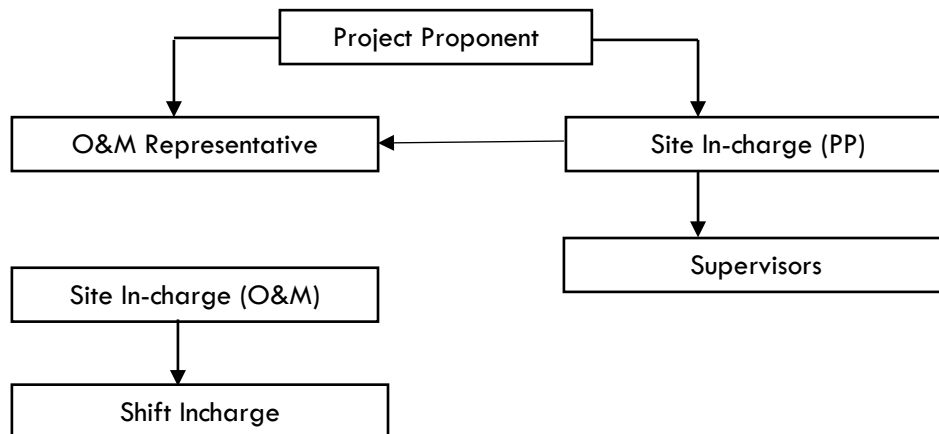 Project Proponent
O&M Representative
Site In-charge (PP)
Supervisors
Site In-charge (O&M)
Shift Incharge